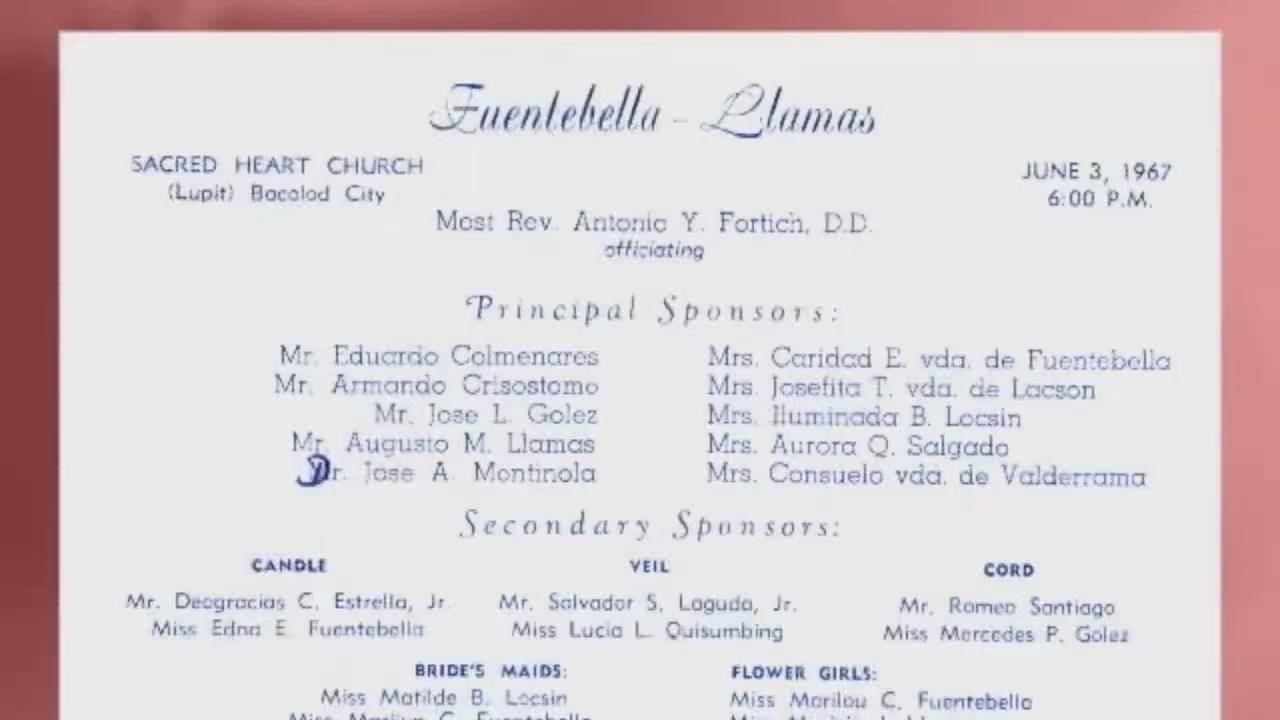 Fuentebella - Llamas
SACRED HEART CHURCH
(Lupit) Bacolod City
JUNE 3, 1967
6:00 P.M.
Most Rev. Antonio Y. Fortich, D.D.
officiating
Principal Sponsors:
Mr. Eduardo Colmenares
Mrs. Caridad E. vda. de Fuentebella
Mr. Armando Crisostomo
Mrs. Josefita T. vda. de Lacson
Mr. Jose L. Golez
Mrs. Iluminada B. Locsin
Mr. Augusto M. Llamas
Mrs. Aurora Q. Salgado
Dr. Jose A. Montinola
Mrs. Consuelo vda. de Valderrama
Secondary Sponsors:
CANDLE
Mr. Deogracias C. Estrella, Jr.
Miss Edna E. Fuentebella
VEIL
Mr. Salvador S. Laguda, Jr.
Miss Lucia L. Quisumbing
CORD
Mr. Romeo Santiago
Miss Mercedes P. Golez
BRIDE'S MAIDS:
Miss Matilde B. Locsin
FLOWER GIRLS:
Miss Marilou C. Fuentebella